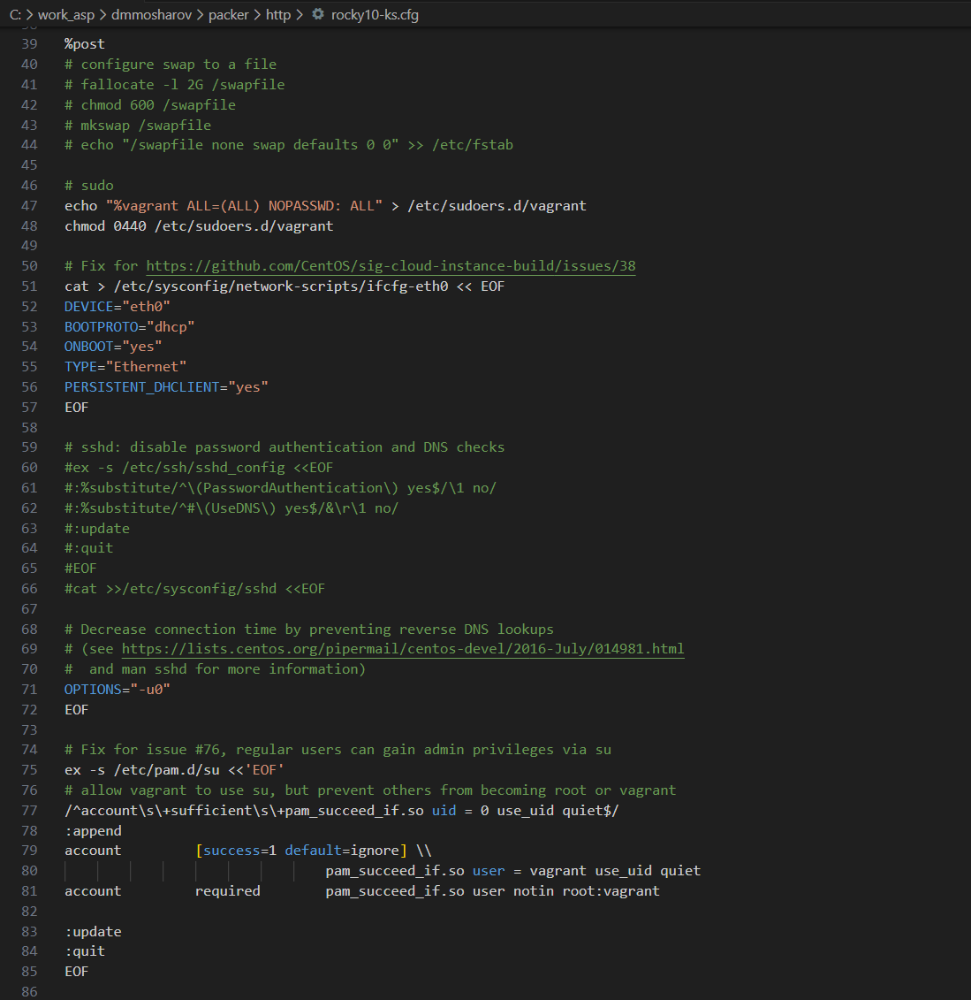 C: > work_asp > dmmosharov > packer > http > rocky10-ks.cfg
39 %post
40 # configure swap to a file
41 # fallocate -l 2G /swapfile
42 # chmod 600 /swapfile
43 # mkswap /swapfile
44 # echo "/swapfile none swap defaults 0 0" >> /etc/fstab
45
46 # sudo
47 echo "%vagrant ALL=(ALL) NOPASSWD: ALL" > /etc/sudoers.d/vagrant
48 chmod 0440 /etc/sudoers.d/vagrant
49
50 # Fix for https://github.com/CentOS/sig-cloud-instance-build/issues/38
51 cat > /etc/sysconfig/network-scripts/ifcfg-eth0 << EOF
52 DEVICE="eth0"
53 BOOTPROTO="dhcp"
54 ONBOOT="yes"
55 TYPE="Ethernet"
56 PERSISTENT_DHCLIENT="yes"
57 EOF
58
59 # sshd: disable password authentication and DNS checks
60 #ex -s /etc/ssh/sshd_config <<EOF
61 #:%substitute/^\(PasswordAuthentication\) yes$/\1 no/
62 #:%substitute/^#\(UseDNS\) yes$/&\r\1 no/
63 #:update
64 #:quit
65 #EOF
66 #cat >>/etc/sysconfig/sshd <<EOF
67
68 # Decrease connection time by preventing reverse DNS lookups
69 # (see https://lists.centos.org/pipermail/centos-devel/2016-July/014981.html
70 #  and man sshd for more information)
71 OPTIONS="-u0"
72 EOF
73
74 # Fix for issue #76, regular users can gain admin privileges via su
75 ex -s /etc/pam.d/su <<'EOF'
76 # allow vagrant to use su, but prevent others from becoming root or vagrant
77 /^account\s\+sufficient\s\+pam_succeed_if.so uid = 0 use_uid quiet$/
78 :append
79 account         [success=1 default=ignore] \\
80                                 pam_succeed_if.so user = vagrant use_uid quiet
81 account         required        pam_succeed_if.so user notin root:vagrant
82
83 :update
84 :quit
85 EOF
86